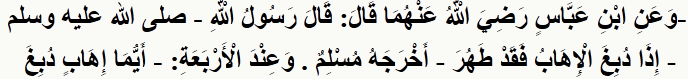 -وَعَنِ ابْنِ عَبَّاسٍ رَضِيَ اللَّهُ عَنْهُمَا قَالَ: قَالَ رَسُولُ اللَّهِ - صلى الله عليه وسلم
- إِذَا دُبِغَ الْإِهَابُ فَقَدْ طَهُرَ - أَخْرَجَهُ مُسْلِمٌ . وَعِنْدَ الْأَرْبَعَةِ: - أَيُّمَا إِهَابٍ دُبِغَ